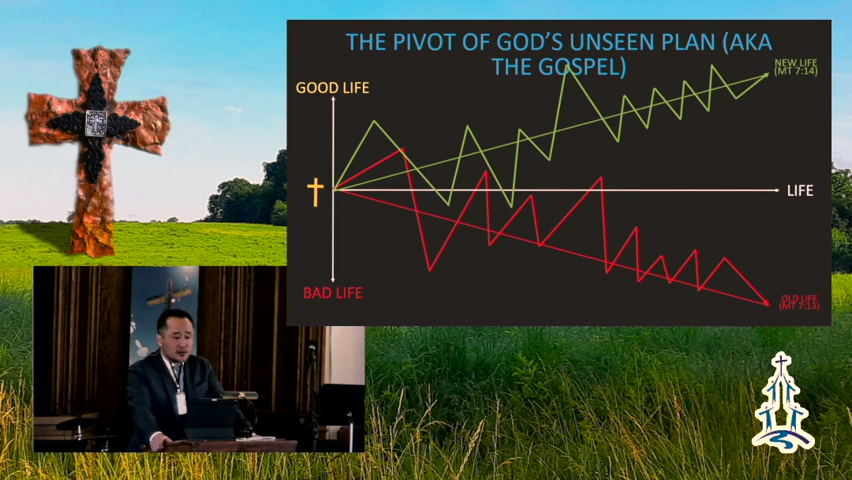 THE PIVOT OF GOD'S UNSEEN PLAN (AKA
THE GOSPEL)
NEW LIFE
(MT 7:14)
GOOD LIFE
LIFE
BAD LIFE
OLD LIFE
(MT 7:13)